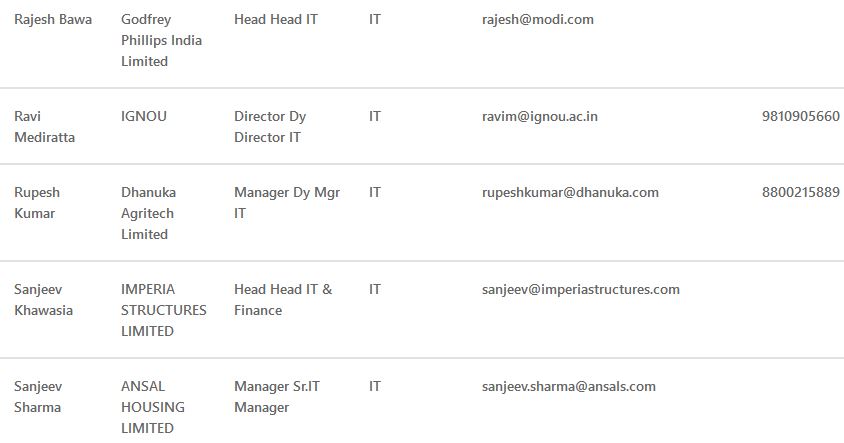 Rajesh Bawa Godfrey Head Head IT IT rajesh@modi.com
Phillips India
Limited
Ravi IGNOU Director Dy IT ravim@ignou.ac.in 9810905660
Mediratta Director IT
Rupesh Dhanuka Manager Dy Mgr IT rupeshkumar@dhanuka.com 8800215889
Kumar Agritech IT
Limited
Sanjeev IMPERIA Head Head IT & IT sanjeev@imperiastructures.com
Khawasia STRUCTURES Finance
LIMITED
Sanjeev ANSAL Manager Sr.IT IT sanjeev.sharma@ansals.com
Sharma HOUSING Manager
LIMITED